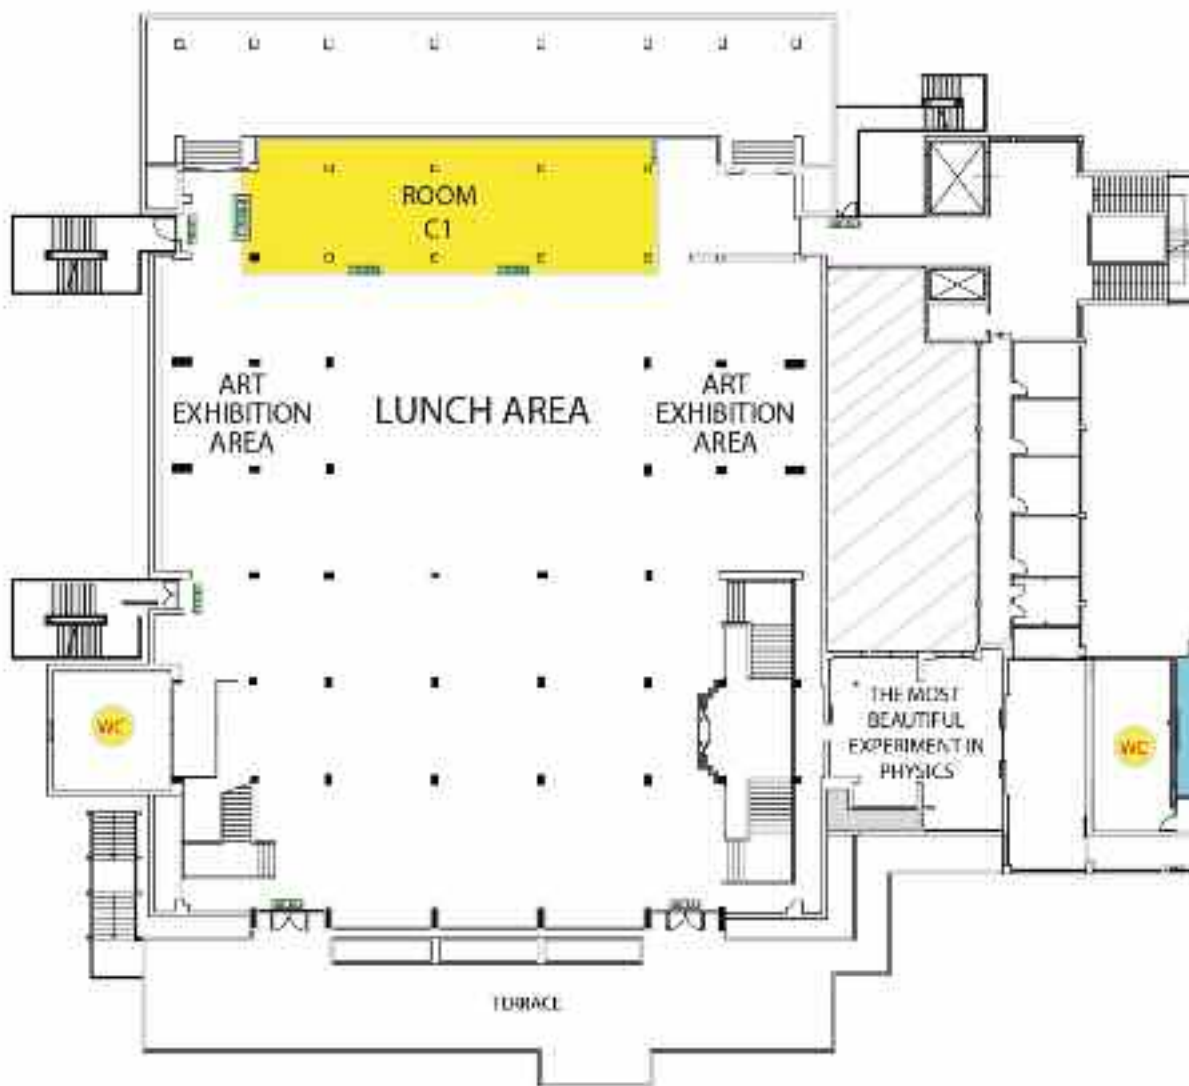 ROOM
C1
ART
EXHIBITION
AREA
LUNCH AREA
ART
EXHIBITION
AREA
WC
THE MOST
BEAUTIFUL
EXPERIMENT IN
PHYSICS
WC
TERRACE